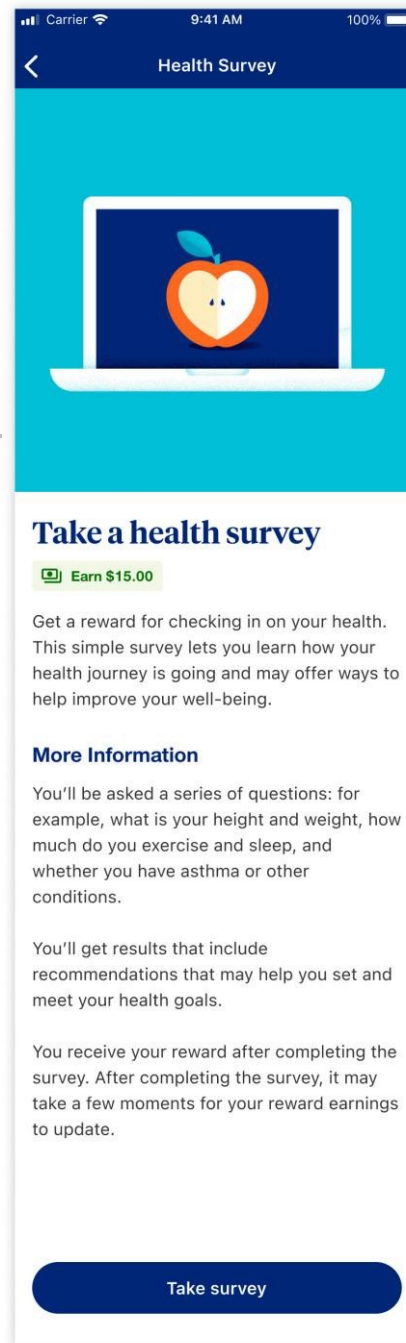 Carrier 9:41 AM 100%
Health Survey
Take a health survey
Earn $15.00
Get a reward for checking in on your health.
This simple survey lets you learn how your
health journey is going and may offer ways to
help improve your well-being.
More Information
You'll be asked a series of questions: for
example, what is your height and weight, how
much do you exercise and sleep, and
whether you have asthma or other
conditions.
You'll get results that include
recommendations that may help you set and
meet your health goals.
You receive your reward after completing the
survey. After completing the survey, it may
take a few moments for your reward earnings
to update.
Take survey